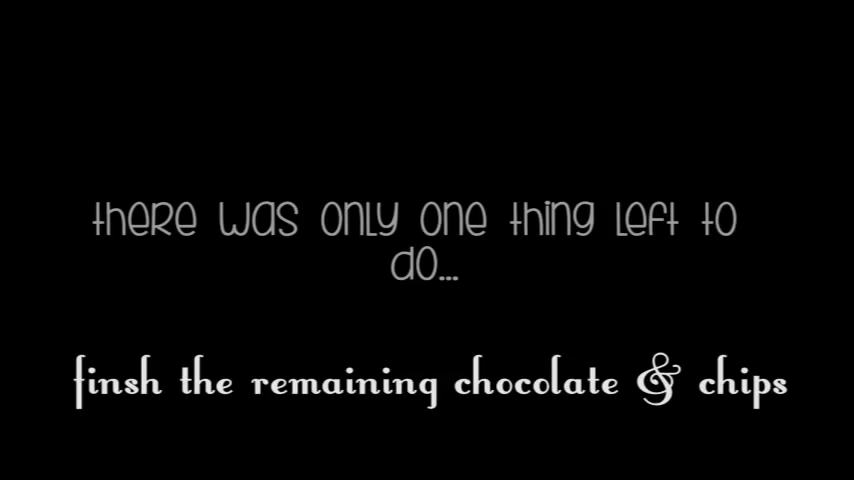 there was only one thing left to
do...
finsh the remaining chocolate & chips